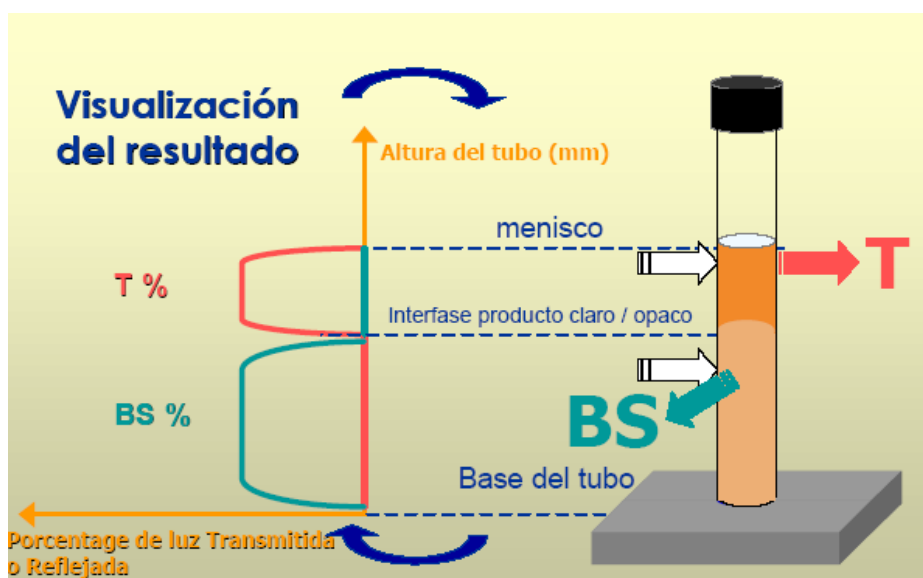 Visualización
del resultado
Altura del tubo (mm)
menisco
T %
T
Interfase producto claro / opaco
BS %
BS
Base del tubo
Porcentage de luz Transmitida
o Reflejada